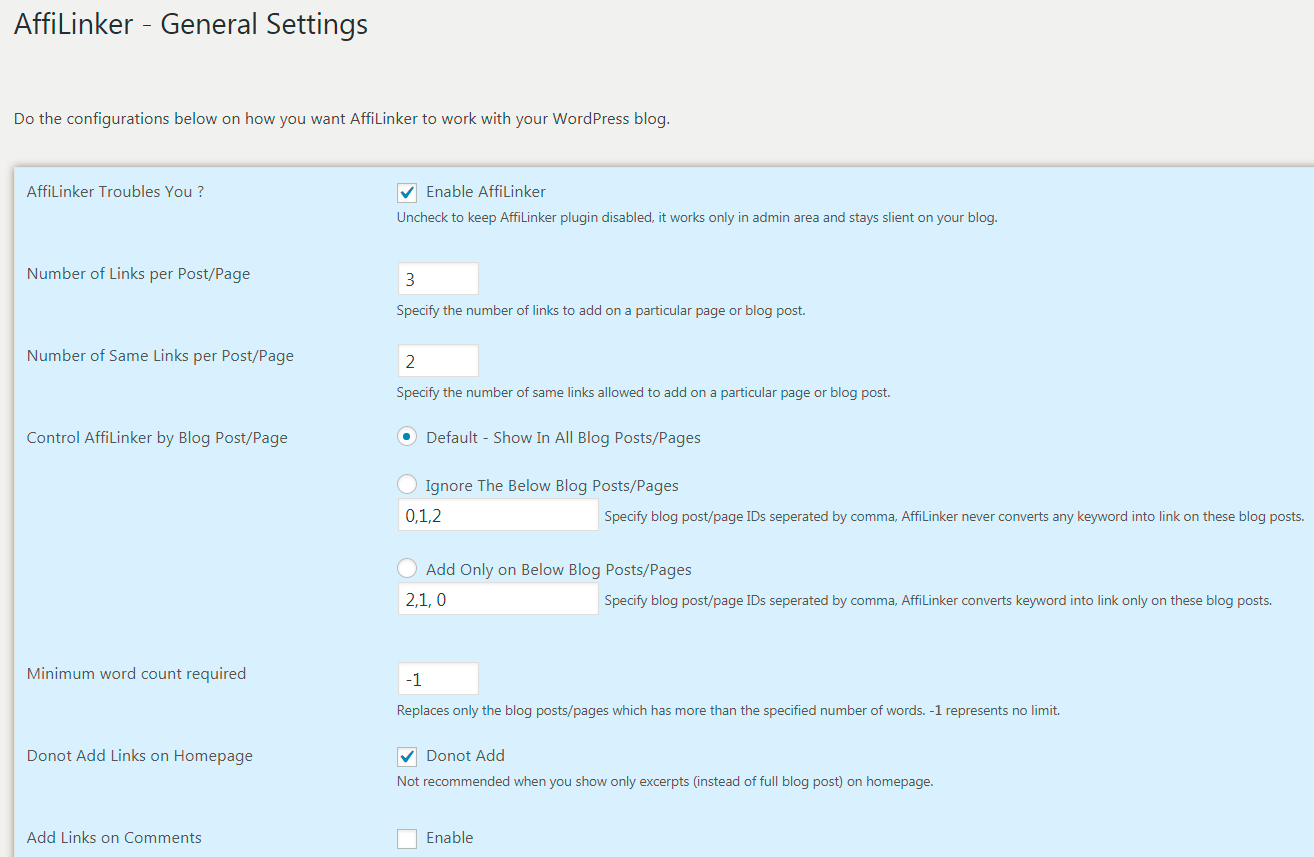 AffiLinker - General Settings
Do the configurations below on how you want AffiLinker to work with your WordPress blog.
AffiLinker Troubles You ?
Enable AffiLinker
Uncheck to keep AffiLinker plugin disabled, it works only in admin area and stays slient on your blog.
Number of Links per Post/Page
3
Specify the number of links to add on a particular page or blog post.
Number of Same Links per Post/Page
2
Specify the number of same links allowed to add on a particular page or blog post.
Control AffiLinker by Blog Post/Page
Default - Show In All Blog Posts/Pages
Ignore The Below Blog Posts/Pages
0,1,2
Specify blog post/page IDs seperated by comma, AffiLinker never converts any keyword into link on these blog posts.
Add Only on Below Blog Posts/Pages
2,1, 0
Specify blog post/page IDs seperated by comma, AffiLinker converts keyword into link only on these blog posts.
Minimum word count required
-1
Replaces only the blog posts/pages which has more than the specified number of words. -1 represents no limit.
Donot Add Links on Homepage
Donot Add
Not recommended when you show only excerpts (instead of full blog post) on homepage.
Add Links on Comments
Enable